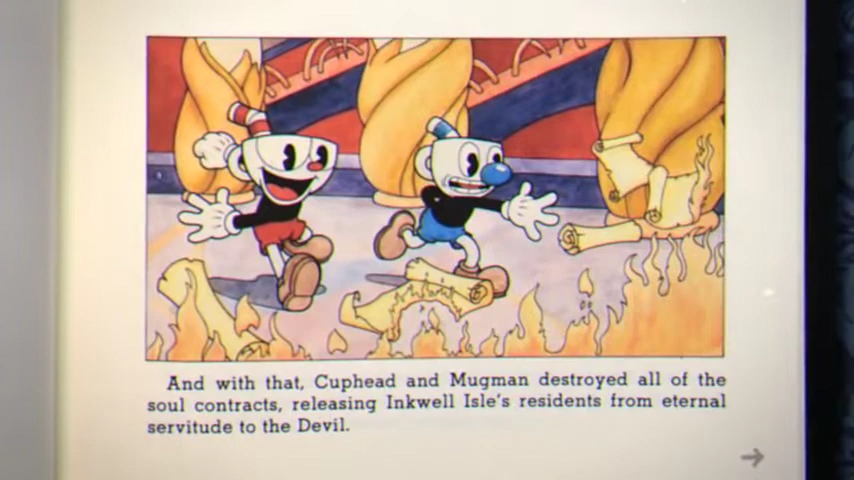 And with that, Cuphead and Mugman destroyed all of the
soul contracts, releasing Inkwell Isle's residents from eternal
servitude to the Devil.